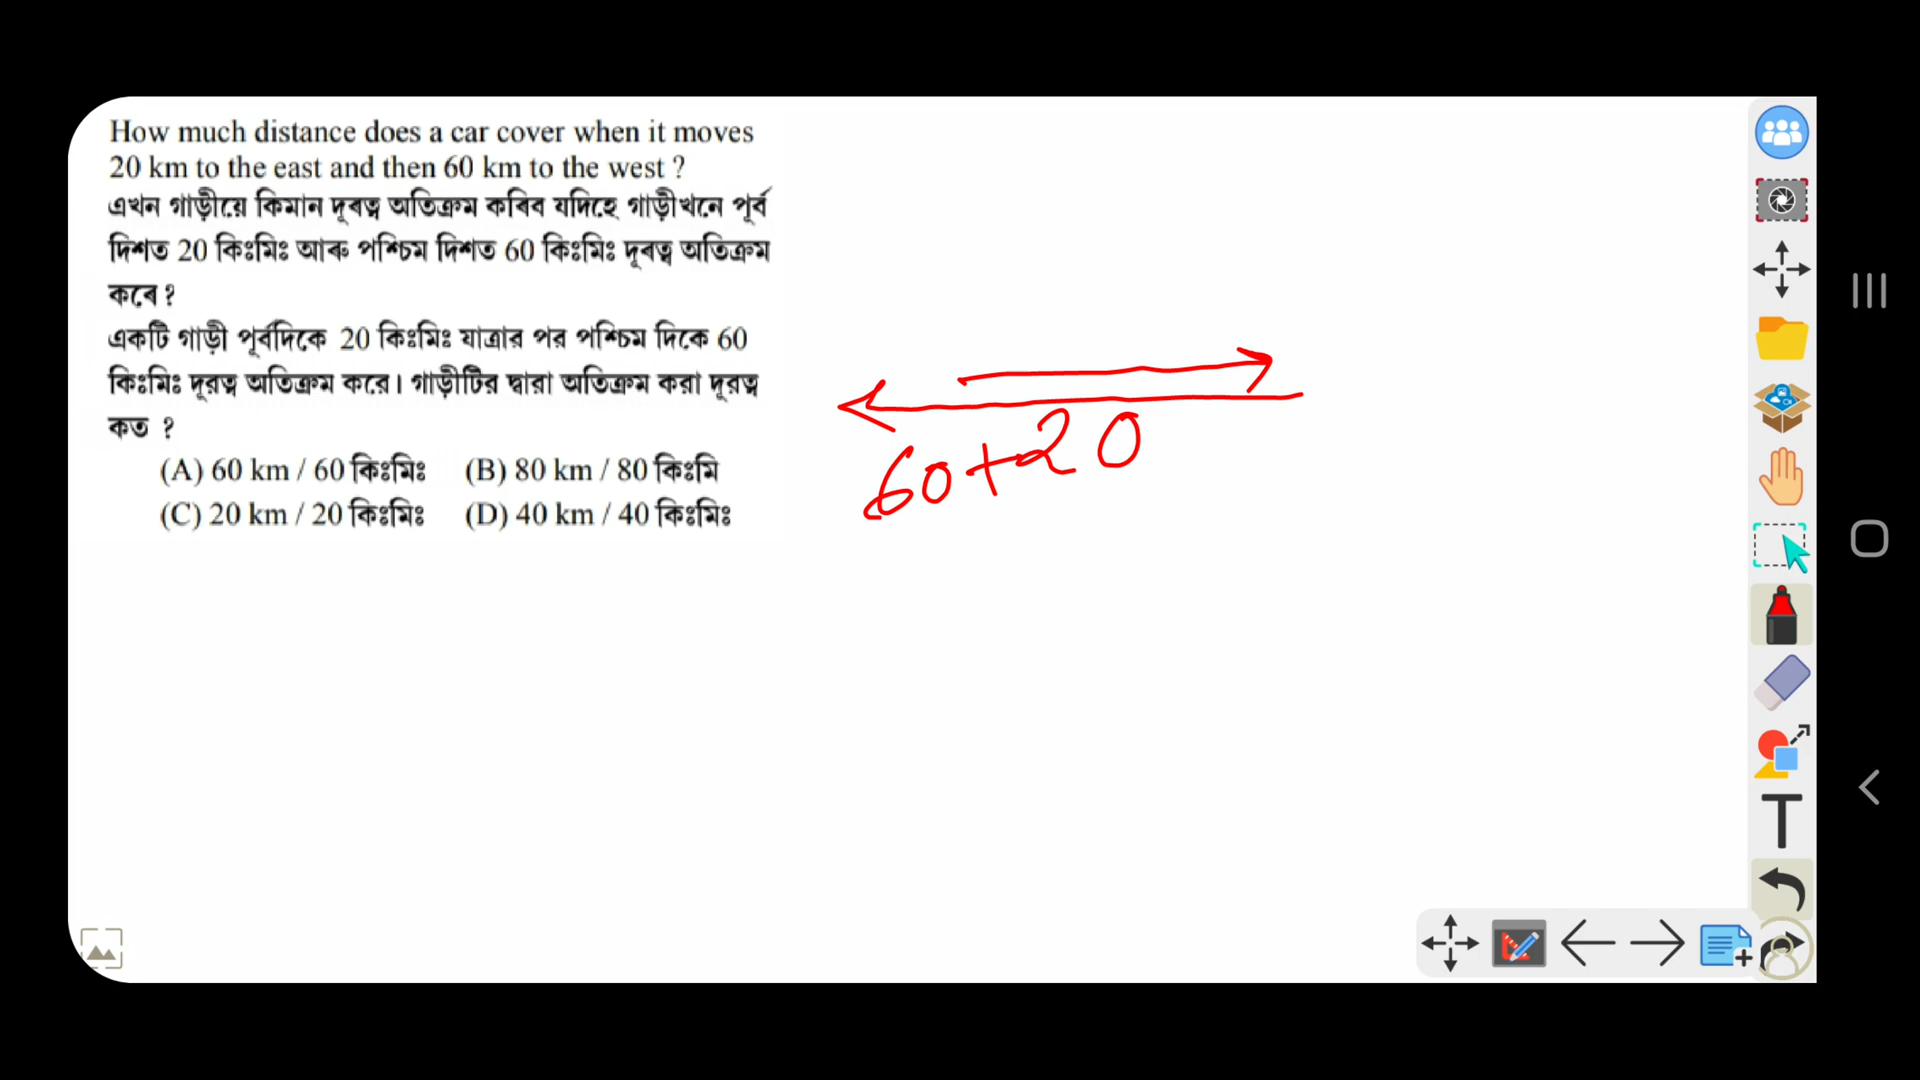 How much distance does a car cover when it moves
20 km to the east and then 60 km to the west ?
এখন গাড়ীয়ে কিমান দূৰত্ব অতিক্ৰম কৰিব যদিহে গাড়ীখনে পূৰ্ব
দিশত 20 কিঃমিঃ আৰু পশ্চিম দিশত 60 কিঃমিঃ দূৰত্ব অতিক্ৰম
কৰে ?
একটি গাড়ী পূর্বদিকে 20 কিঃমিঃ যাত্রার পর পশ্চিম দিকে 60
কিঃমিঃ দূরত্ব অতিক্রম করে। গাড়ীটির দ্বারা অতিক্রম করা দূরত্ব
কত ?
(A) 60 km / 60 কিঃমিঃ (B) 80 km / 80 কিঃমি
(C) 20 km / 20 কিঃমিঃ (D) 40 km / 40 কিঃমিঃ
60+20
T